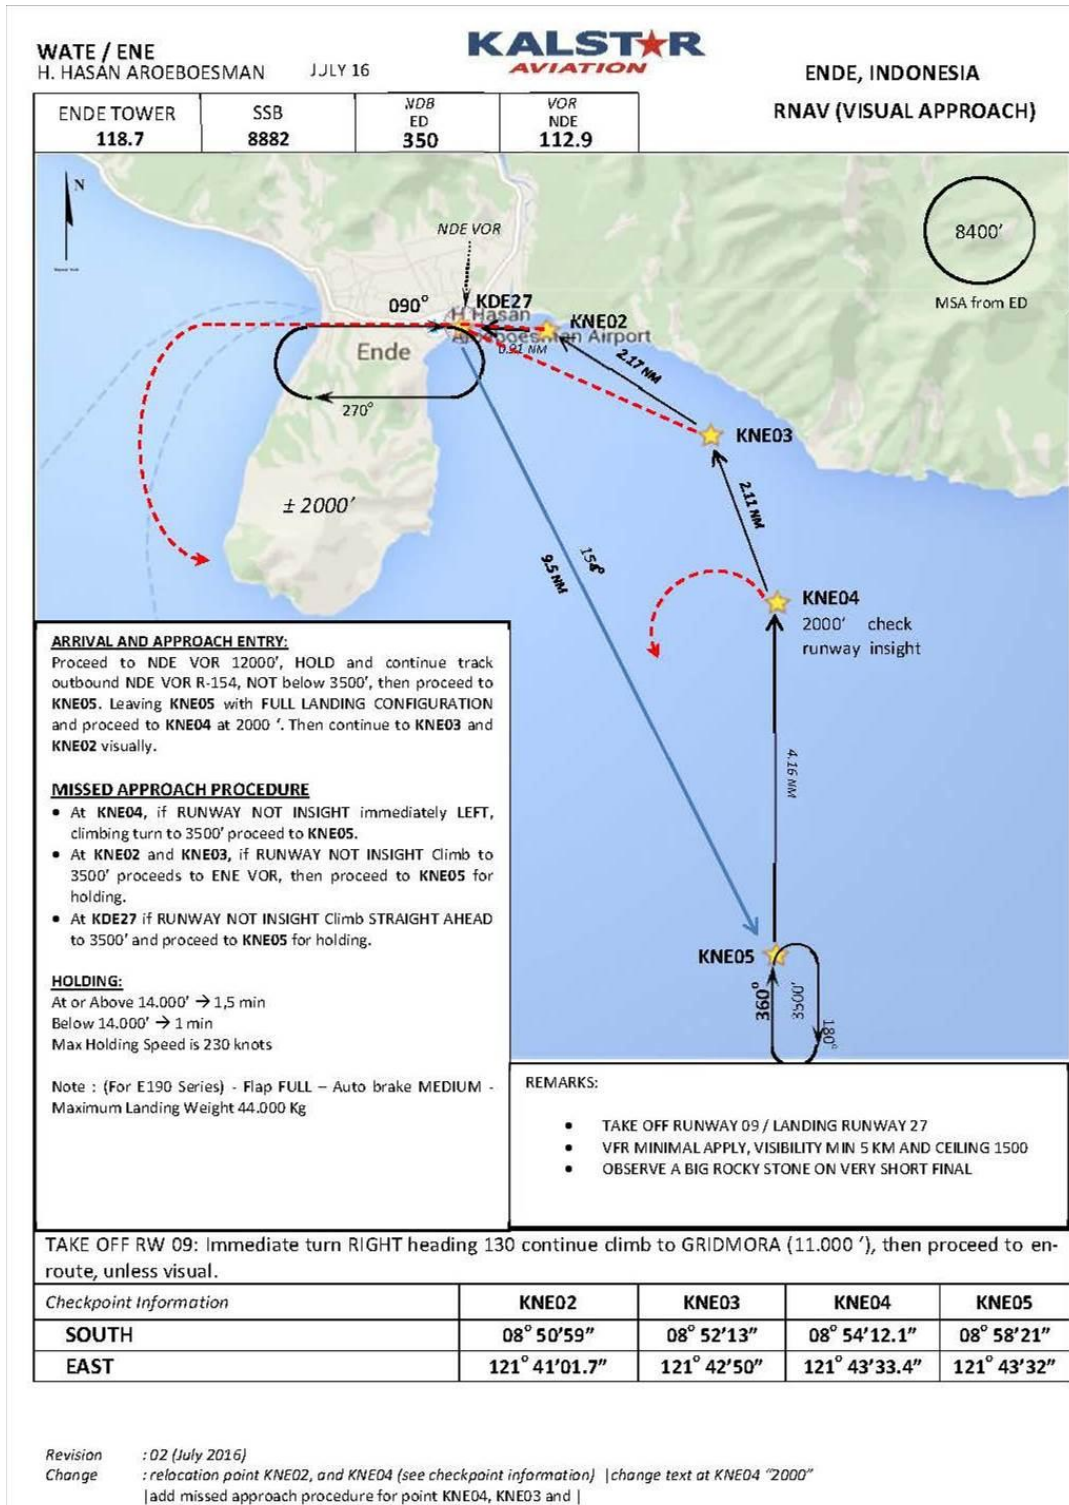 KALSTAR
AVIATION
WATE / ENE
H. HASAN AROEBOESMAN JJLY 16
ENDE, INDONESIA
RNAV (VISUAL APPROACH)
ENDE TOWER
118.7
SSB
8882
NDB
ED
350
VOR
NDE
112.9
N
8400’
MSA from ED
NDE VOR
090°
KDE27
H Hasan
Aroeboesman Airport
KNE02
0.91 NM
Ende
270°
2.17 NM
KNE03
± 2000’
2.11 NM
9.5 NM
KNE04
2000’ check
runway insight
4.16 NM
KNE05
360°
3500’
180°
ARRIVAL AND APPROACH ENTRY:
Proceed to NDE VOR 12000’, HOLD and continue track
outbound NDE VOR R-154, NOT below 3500’, then proceed to
KNE05. Leaving KNE05 with FULL LANDING CONFIGURATION
and proceed to KNE04 at 2000 ‘. Then continue to KNE03 and
KNE02 visually.
MISSED APPROACH PROCEDURE
• At KNE04, if RUNWAY NOT INSIGHT immediately LEFT,
climbing turn to 3500’ proceed to KNE05.
• At KNE02 and KNE03, if RUNWAY NOT INSIGHT Climb to
3500’ proceeds to ENE VOR, then proceed to KNE05 for
holding.
• At KDE27 if RUNWAY NOT INSIGHT Climb STRAIGHT AHEAD
to 3500’ and proceed to KNE05 for holding.
HOLDING:
At or Above 14.000’ → 1,5 min
Below 14.000’ → 1 min
Max Holding Speed is 230 knots
Note : (For E190 Series) - Flap FULL – Auto brake MEDIUM -
Maximum Landing Weight 44.000 Kg
REMARKS:
• TAKE OFF RUNWAY 09 / LANDING RUNWAY 27
• VFR MINIMAL APPLY, VISIBILITY MIN 5 KM AND CEILING 1500
• OBSERVE A BIG ROCKY STONE ON VERY SHORT FINAL
TAKE OFF RW 09: Immediate turn RIGHT heading 130 continue climb to GRIDMORA (11.000 ‘), then proceed to en-
route, unless visual.
Checkpoint Information KNE02 KNE03 KNE04 KNE05
SOUTH 08° 50’59” 08° 52’13” 08° 54’12.1” 08° 58’21”
EAST 121° 41’01.7” 121° 42’50” 121° 43’33.4” 121° 43’32”
Revision : 02 (July 2016)
Change : relocation point KNE02, and KNE04 (see checkpoint information) |change text at KNE04 “2000”
|add missed approach procedure for point KNE04, KNE03 and |